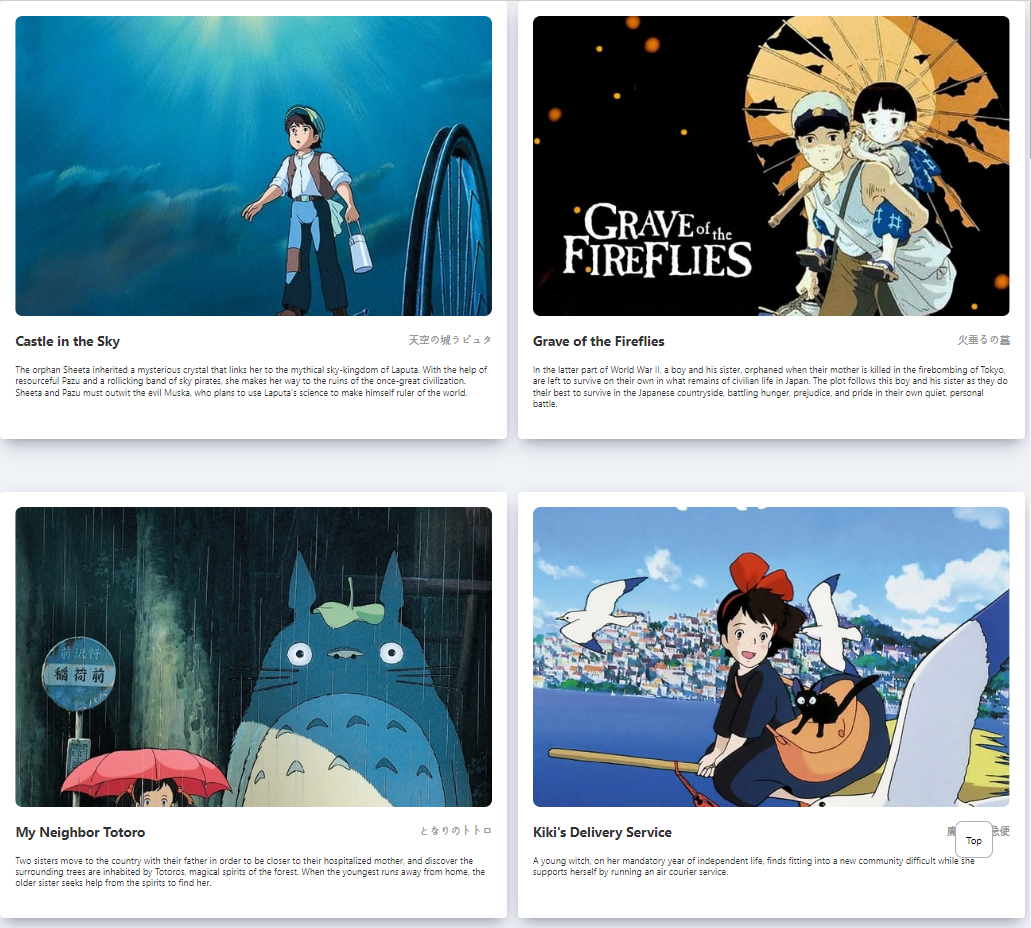 GRAVE of the
FIREFLIES
Castle in the Sky
天空の城ラピュタ
The orphan Sheeta inherited a mysterious crystal that links her to the mythical sky-kingdom of Laputa. With the help of
resourceful Pazu and a rollicking band of sky pirates, she makes her way to the ruins of the once-great civilization.
Sheeta and Pazu must outwit the evil Muska, who plans to use Laputa's science to make himself ruler of the world.
Grave of the Fireflies
火垂るの墓
In the latter part of World War II, a boy and his sister, orphaned when their mother is killed in the firebombing of Tokyo,
are left to survive on their own in what remains of civilian life in Japan. The plot follows this boy and his sister as they do
their best to survive in the Japanese countryside, battling hunger, prejudice, and pride in their own quiet, personal
battle.
稲荷前
My Neighbor Totoro
となりのトトロ
Two sisters move to the country with their father in order to be closer to their hospitalized mother, and discover the
surrounding trees are inhabited by Totoros, magical spirits of the forest. When the youngest runs away from home, the
older sister seeks help from the spirits to find her.
Kiki's Delivery Service
急便
Top
A young witch, on her mandatory year of independent life, finds fitting into a new community difficult while she
supports herself by running an air courier service.